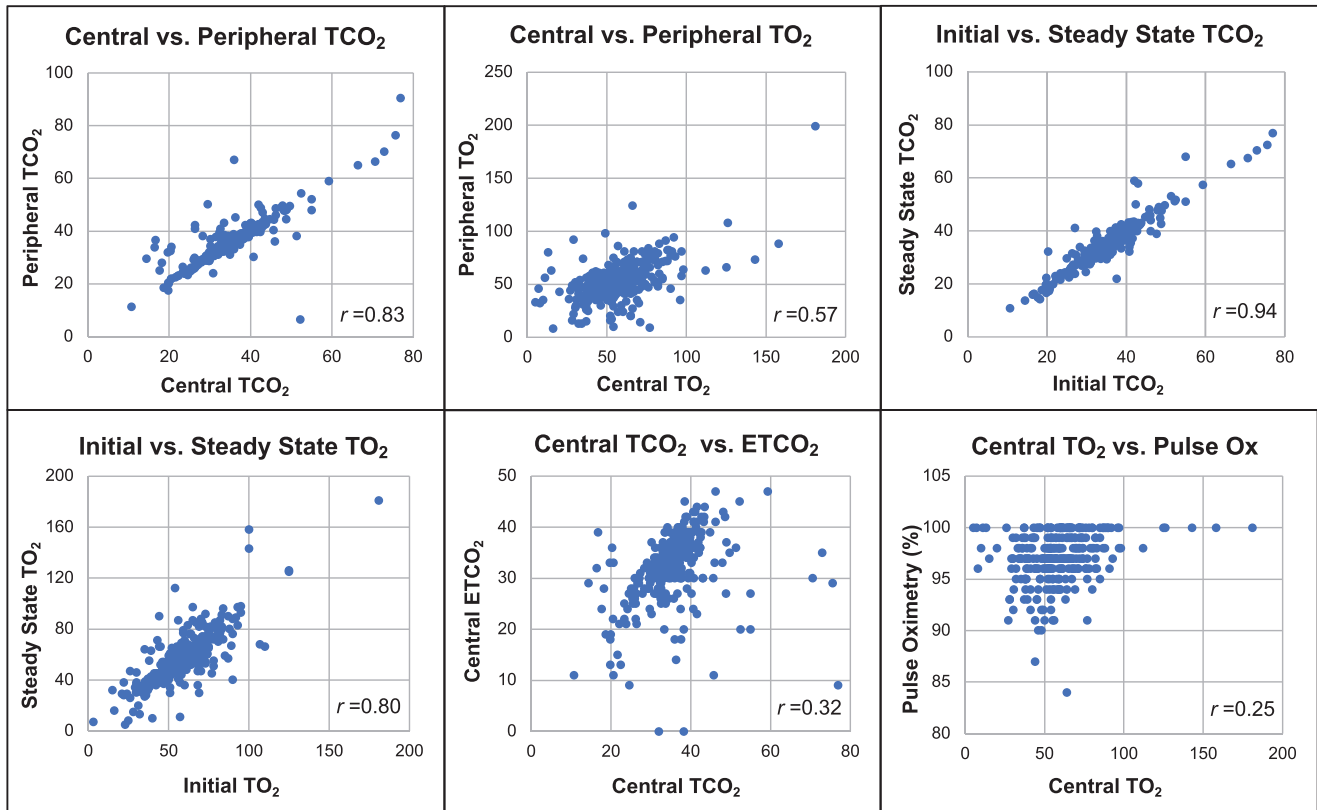 Central vs. Peripheral TCO₂
Peripheral TCO₂
100
80
60
40
20
0
0 20 40 60 80
Central TCO₂
r =0.83
Central vs. Peripheral TO₂
Peripheral TO₂
250
200
150
100
50
0
0 50 100 150 200
Central TO₂
r =0.57
Initial vs. Steady State TCO₂
Steady State TCO₂
100
80
60
40
20
0
0 20 40 60 80
Initial TCO₂
r =0.94
Initial vs. Steady State TO₂
Steady State TO₂
200
160
120
80
40
0
0 50 100 150 200
Initial TO₂
r =0.80
Central TCO₂ vs. ETCO₂
Central ETCO₂
50
40
30
20
10
0
0 20 40 60 80
Central TCO₂
r =0.32
Central TO₂ vs. Pulse Ox
Pulse Oximetry (%)
105
100
95
90
85
80
0 50 100 150 200
Central TO₂
r =0.25